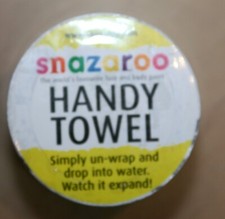 snazaroo
The world's favourite face and body paint
HANDY
TOWEL
Simply un-wrap and
drop into water.
Watch it expand!